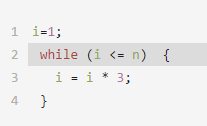 1 i=1;
2 while (i <= n) {
3 i = i * 3;
4 }